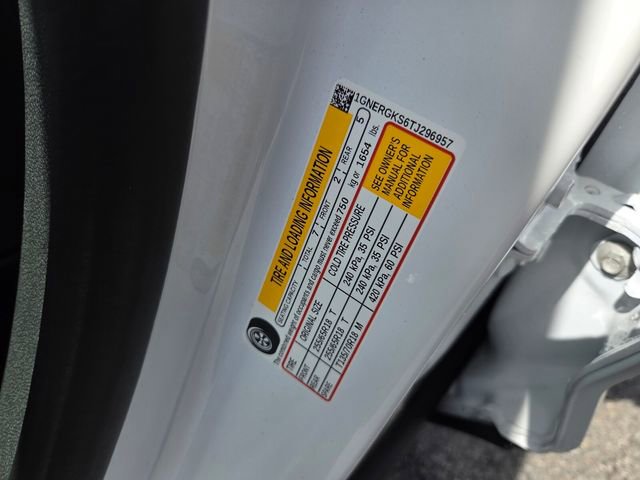 1GNERGKS6TJ296957
TIRE AND LOADING INFORMATION
SEATING CAPACITY TOTAL 7 FRONT 2 REAR 5
The combined weight of occupants and cargo must never exceed 750 kg or 1654 lbs.
TIRE ORIGINAL SIZE COLD TIRE PRESSURE
FRONT 255/65R18 T 240 kPa, 35 PSI
REAR 255/65R18 T 240 kPa, 35 PSI
SPARE T135/70R18 M 420 kPa, 60 PSI
SEE OWNER'S
MANUAL FOR
ADDITIONAL
INFORMATION